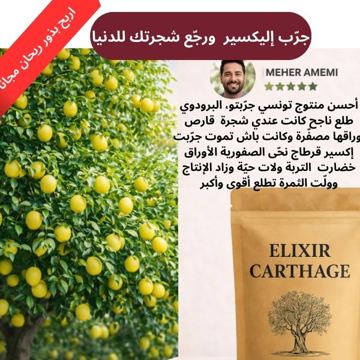 اربح بذور ريحان مجانا
جرّب إليكسير ورجّع شجرتك للدنيا
MEHER AMEMI
أحسن منتوج تونسي جرّبتو، البرودوي
طلع ناجح كانت عندي شجرة قارص
وراقها مصفرة وكانت باش تموت جرّبت
إكسير قرطاج نحّى الصفورية الأوراق
خضارت التربة ولات حيّة وزاد الإنتاج
وولّت الثمرة تطلع أقوى وأكبر
ELIXIR
CARTHAGE